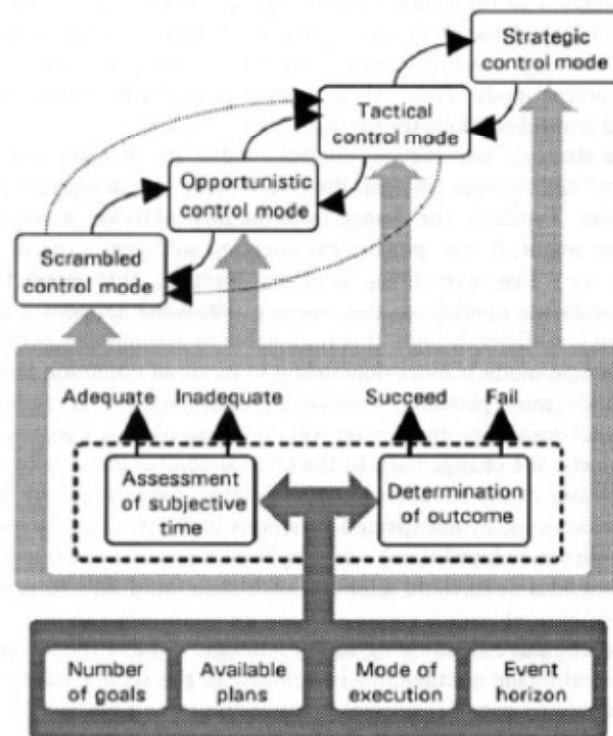 Strategic
control mode
Tactical
control mode
Opportunistic
control mode
Scrambled
control mode
Adequate Inadequate Succeed Fail
Assessment
of subjective
time
Determination
of outcome
Number
of goals
Available
plans
Mode of
execution
Event
horizon